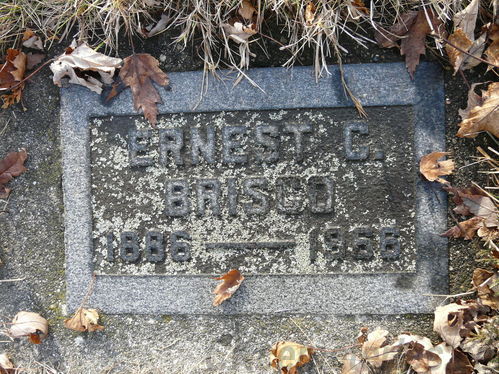 ERNEST C.
BRISCO
1886 — 1966